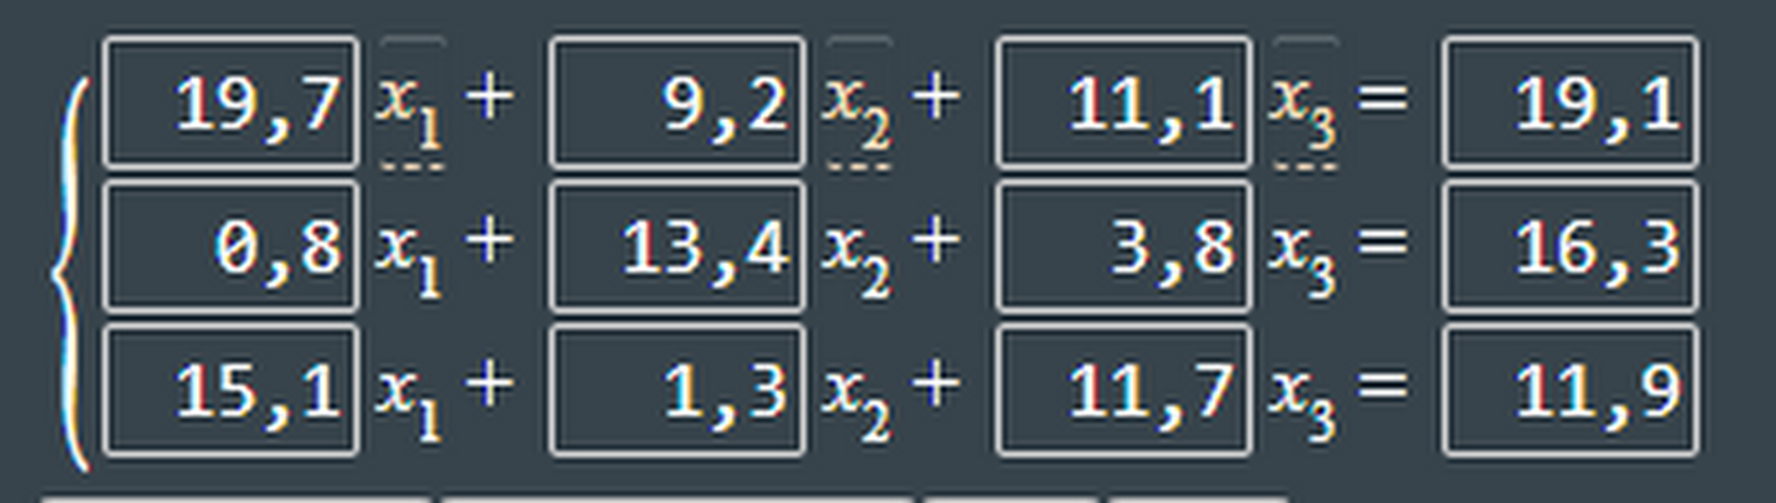 19,7 x₁ + 9,2 x₂ + 11,1 x₃ = 19,1
0,8 x₁ + 13,4 x₂ + 3,8 x₃ = 16,3
15,1 x₁ + 1,3 x₂ + 11,7 x₃ = 11,9